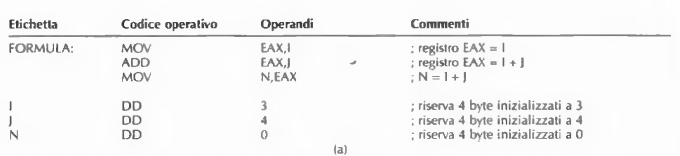 Etichetta Codice operativo Operandi Commenti
FORMULA: MOV EAX,I ; registro EAX = I
ADD EAX,J ; registro EAX = I + J
MOV N,EAX ; N = I + J
I DD 3 ; riserva 4 byte inizializzati a 3
J DD 4 ; riserva 4 byte inizializzati a 4
N DD 0 ; riserva 4 byte inizializzati a 0
(a)